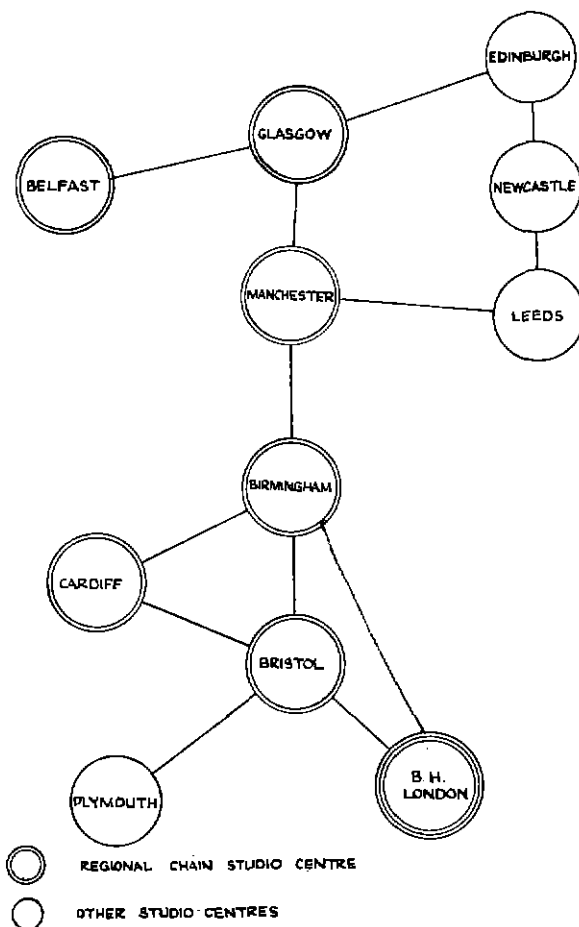 EDINBURGH
GLASGOW
BELFAST
NEWCASTLE
MANCHESTER
LEEDS
BIRMINGHAM
CARDIFF
BRISTOL
B.H.
LONDON
PLYMOUTH
REGIONAL CHAIN STUDIO CENTRE
OTHER STUDIO CENTRES